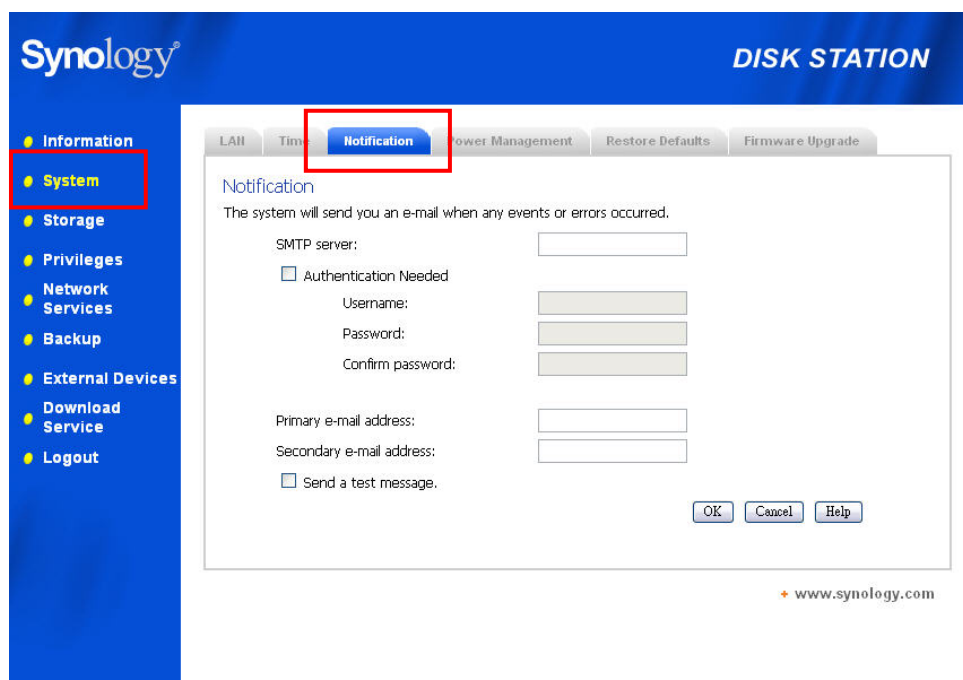 Synology®
DISK STATION
Information
System
Storage
Privileges
Network
Services
Backup
External Devices
Download
Service
Logout
LAN Time Notification Power Management Restore Defaults Firmware Upgrade
Notification
The system will send you an e-mail when any events or errors occurred.
SMTP server:
Authentication Needed
Username:
Password:
Confirm password:
Primary e-mail address:
Secondary e-mail address:
Send a test message.
OK Cancel Help
www.synology.com